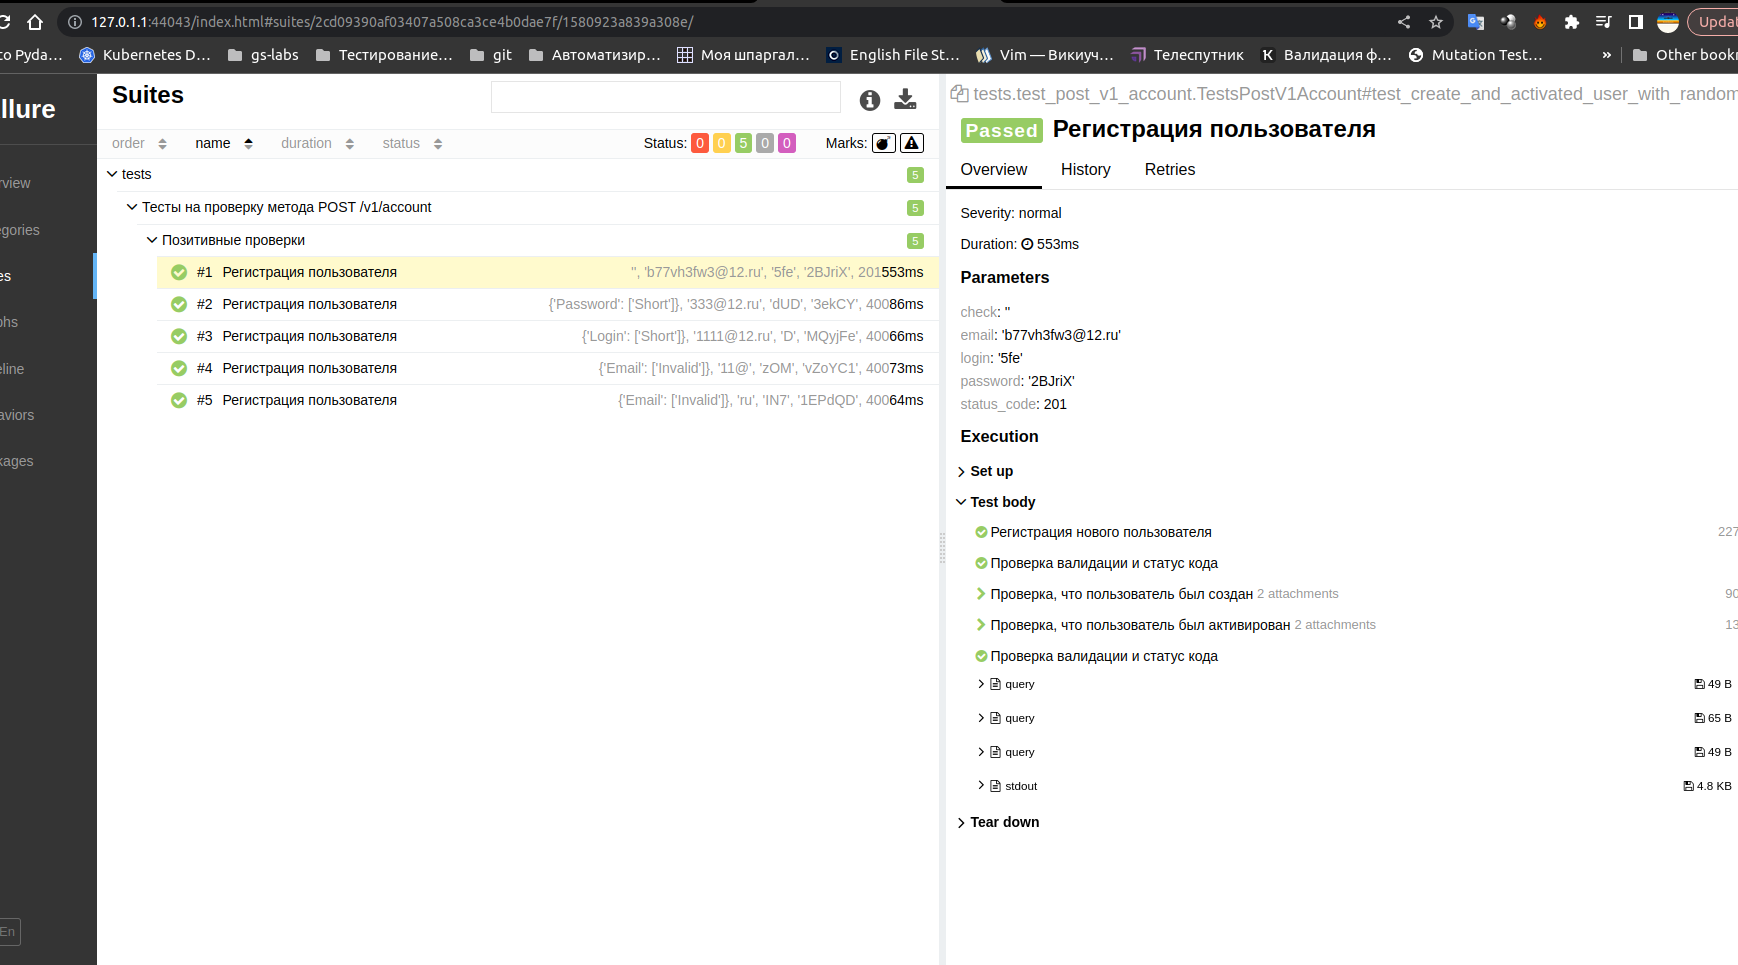 127.0.1.1:44043/index.html#suites/2cd09390af03407a508ca3ce4b0dae7f/1580923a839a308e/
Updat
to Pyda… Kubernetes D… gs-labs Тестирование… git Автоматизир… Моя шпаргал… English File St… Vim — Викиуч… Телеспутник Валидация ф… Mutation Test… » Other bookr
llure
rview
egories
es
phs
eline
aviors
kages
En
Suites
order name duration status Status: 0 0 5 0 0 Marks:
tests 5
Тесты на проверку метода POST /v1/account 5
Позитивные проверки 5
#1 Регистрация пользователя '', 'b77vh3fw3@12.ru', '5fe', '2BJriX', 201 553ms
#2 Регистрация пользователя {'Password': ['Short']}, '333@12.ru', 'dUD', '3ekCY', 400 86ms
#3 Регистрация пользователя {'Login': ['Short']}, '1111@12.ru', 'D', 'MQyjFe', 400 66ms
#4 Регистрация пользователя {'Email': ['Invalid']}, '11@', 'zOM', 'vZoYC1', 400 73ms
#5 Регистрация пользователя {'Email': ['Invalid']}, 'ru', 'IN7', '1EPdQD', 400 64ms
tests.test_post_v1_account.TestsPostV1Account#test_create_and_activated_user_with_random
Passed Регистрация пользователя
Overview History Retries
Severity: normal
Duration: 553ms
Parameters
check: ''
email: 'b77vh3fw3@12.ru'
login: '5fe'
password: '2BJriX'
status_code: 201
Execution
Set up
Test body
Регистрация нового пользователя 227
Проверка валидации и статус кода
Проверка, что пользователь был создан 2 attachments 90
Проверка, что пользователь был активирован 2 attachments 13
Проверка валидации и статус кода
query 49 B
query 65 B
query 49 B
stdout 4.8 KB
Tear down